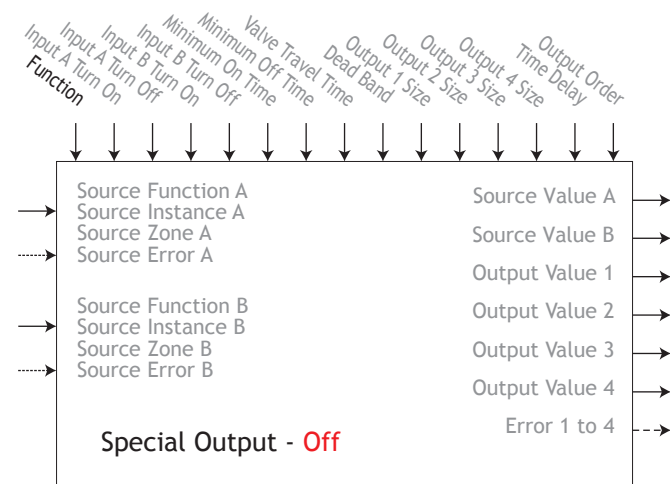 Function
Input A Turn On
Input A Turn Off
Input B Turn On
Input B Turn Off
Minimum On Time
Minimum Off Time
Valve Travel Time
Dead Band
Output 1 Size
Output 2 Size
Output 3 Size
Output 4 Size
Time Delay
Output Order
Source Function A
Source Instance A
Source Zone A
Source Error A
Source Function B
Source Instance B
Source Zone B
Source Error B
Source Value A
Source Value B
Output Value 1
Output Value 2
Output Value 3
Output Value 4
Error 1 to 4
Special Output - Off